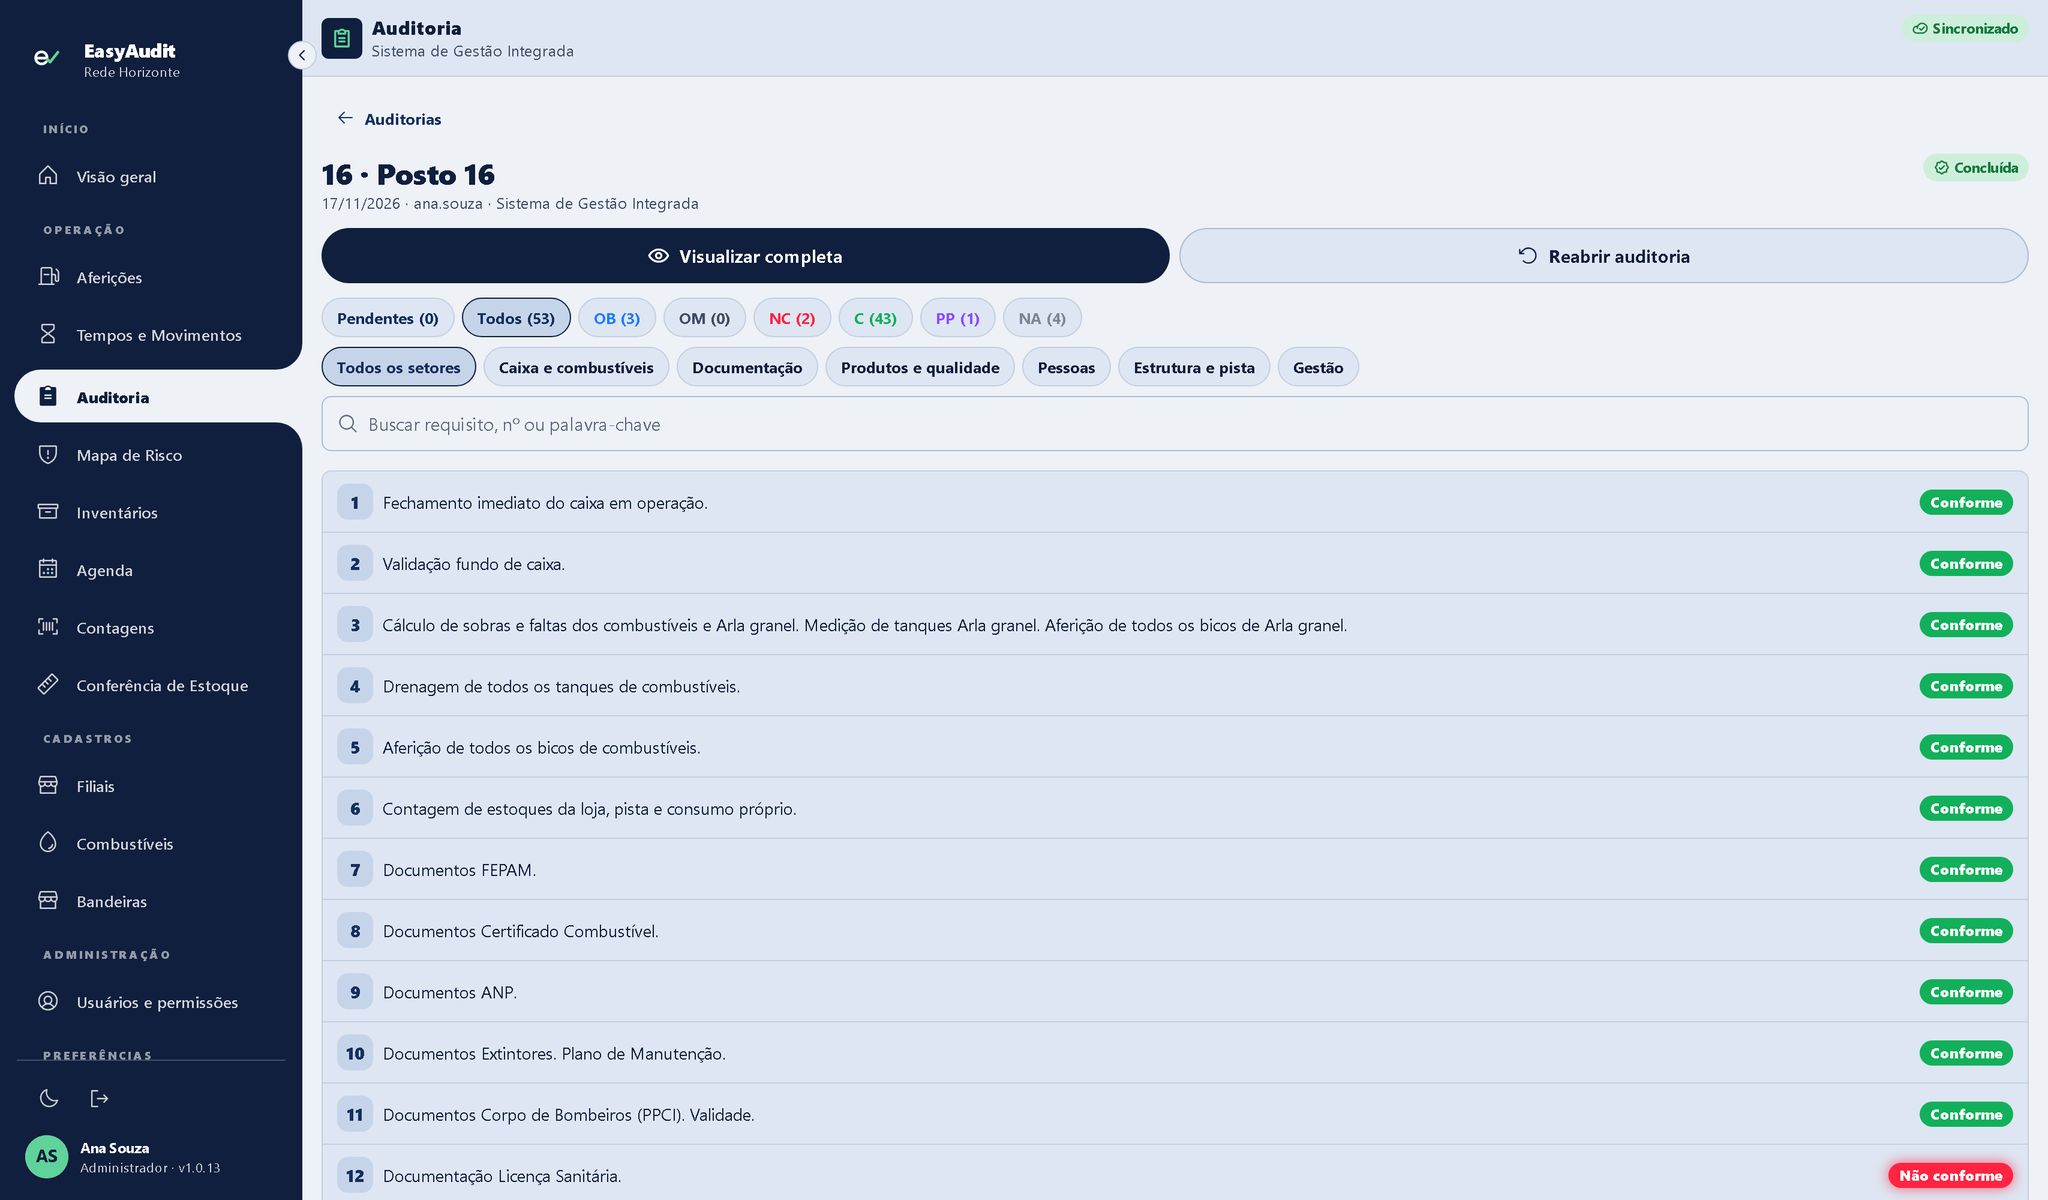 EasyAudit
Rede Horizonte
INÍCIO
Visão geral
OPERAÇÃO
Aferições
Tempos e Movimentos
Auditoria
Mapa de Risco
Inventários
Agenda
Contagens
Conferência de Estoque
CADASTROS
Filiais
Combustíveis
Bandeiras
ADMINISTRAÇÃO
Usuários e permissões
PREFERÊNCIAS
AS
Ana Souza
Administrador · v1.0.13
Auditoria
Sistema de Gestão Integrada
Sincronizado
Auditorias
16 · Posto 16
Concluída
17/11/2026 · ana.souza · Sistema de Gestão Integrada
Visualizar completa
Reabrir auditoria
Pendentes (0) Todos (53) OB (3) OM (0) NC (2) C (43) PP (1) NA (4)
Todos os setores Caixa e combustíveis Documentação Produtos e qualidade Pessoas Estrutura e pista Gestão
Buscar requisito, nº ou palavra-chave
1 Fechamento imediato do caixa em operação. Conforme
2 Validação fundo de caixa. Conforme
3 Cálculo de sobras e faltas dos combustíveis e Arla granel. Medição de tanques Arla granel. Aferição de todos os bicos de Arla granel. Conforme
4 Drenagem de todos os tanques de combustíveis. Conforme
5 Aferição de todos os bicos de combustíveis. Conforme
6 Contagem de estoques da loja, pista e consumo próprio. Conforme
7 Documentos FEPAM. Conforme
8 Documentos Certificado Combustível. Conforme
9 Documentos ANP. Conforme
10 Documentos Extintores. Plano de Manutenção. Conforme
11 Documentos Corpo de Bombeiros (PPCI). Validade. Conforme
12 Documentação Licença Sanitária. Não conforme